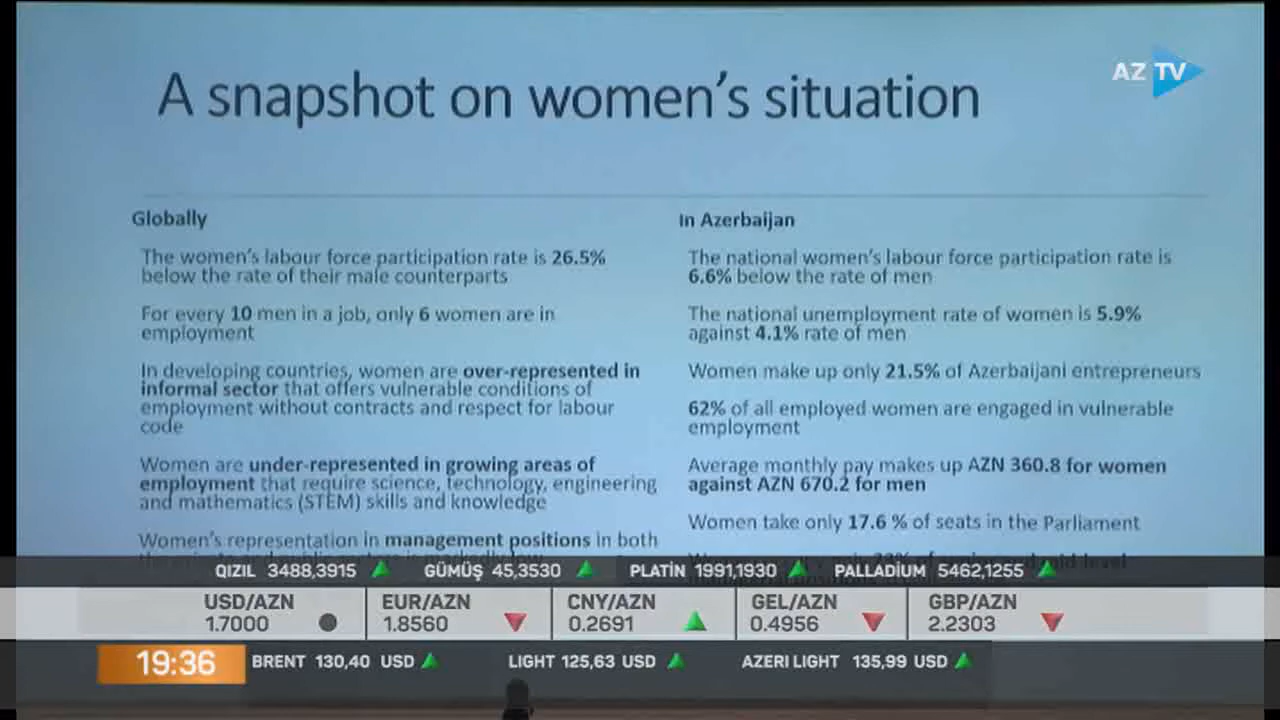 A snapshot on women's situation
AZ TV
Globally
The women's labour force participation rate is 26.5%
below the rate of their male counterparts
For every 10 men in a job, only 6 women are in
employment
In developing countries, women are over-represented in
informal sector that offers vulnerable conditions of
employment without contracts and respect for labour
code
Women are under-represented in growing areas of
employment that require science, technology, engineering
and mathematics (STEM) skills and knowledge
Women's representation in management positions in both
In Azerbaijan
The national women's labour force participation rate is
6.6% below the rate of men
The national unemployment rate of women is 5.9%
against 4.1% rate of men
Women make up only 21.5% of Azerbaijani entrepreneurs
62% of all employed women are engaged in vulnerable
employment
Average monthly pay makes up AZN 360.8 for women
against AZN 670.2 for men
Women take only 17.6 % of seats in the Parliament
QIZIL 3488,3915 GÜMÜŞ 45,3530 PLATİN 1991,1930 PALLADİUM 5462,1255
USD/AZN EUR/AZN CNY/AZN GEL/AZN GBP/AZN
1.7000 1.8560 0.2691 0.4956 2.2303
19:36 BRENT 130,40 USD LIGHT 125,63 USD AZERI LIGHT 135,99 USD